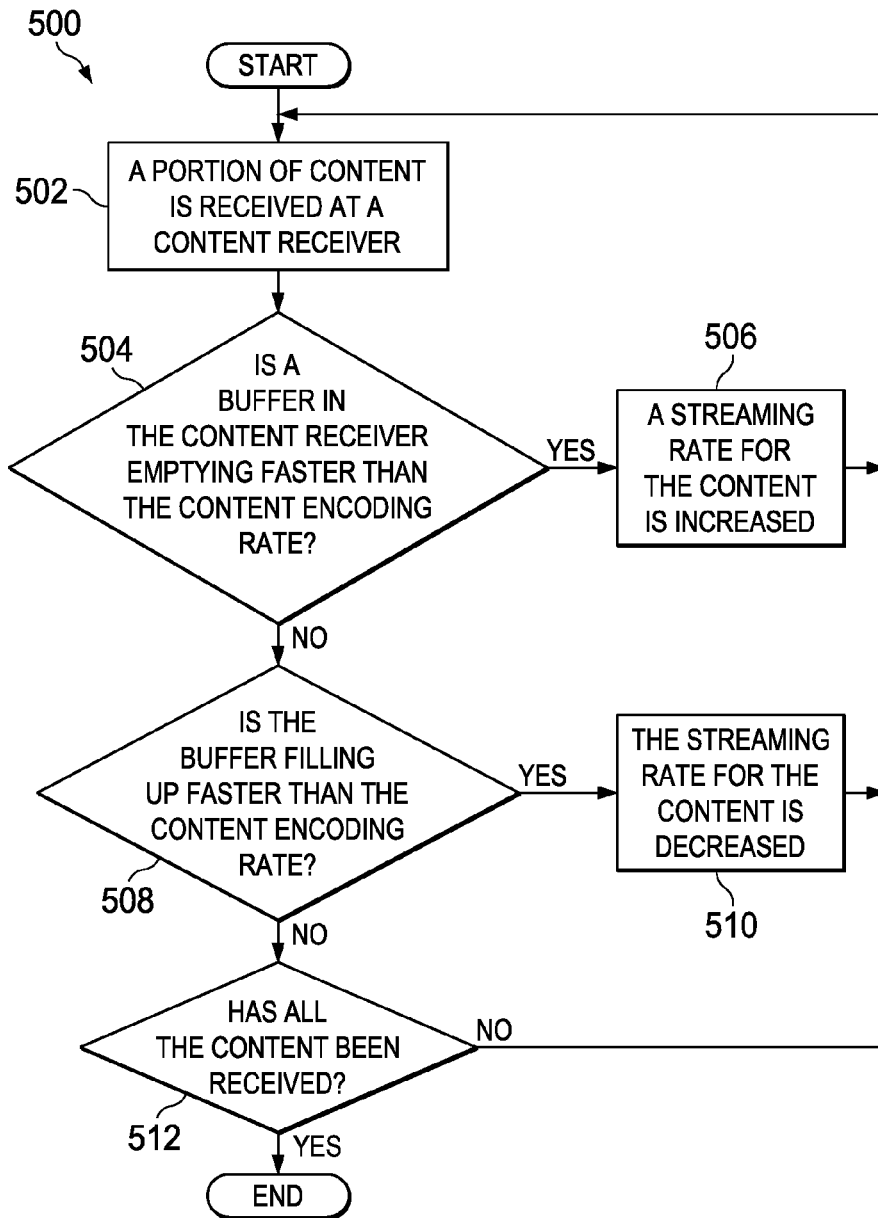 500
START
502
A PORTION OF CONTENT
IS RECEIVED AT A
CONTENT RECEIVER
504
IS A
BUFFER IN
THE CONTENT RECEIVER
EMPTYING FASTER THAN
THE CONTENT ENCODING
RATE?
YES
506
A STREAMING
RATE FOR
THE CONTENT
IS INCREASED
NO
IS THE
BUFFER FILLING
UP FASTER THAN THE
CONTENT ENCODING
RATE?
508
YES
THE STREAMING
RATE FOR THE
CONTENT IS
DECREASED
510
NO
HAS ALL
THE CONTENT BEEN
RECEIVED?
512
NO
YES
END